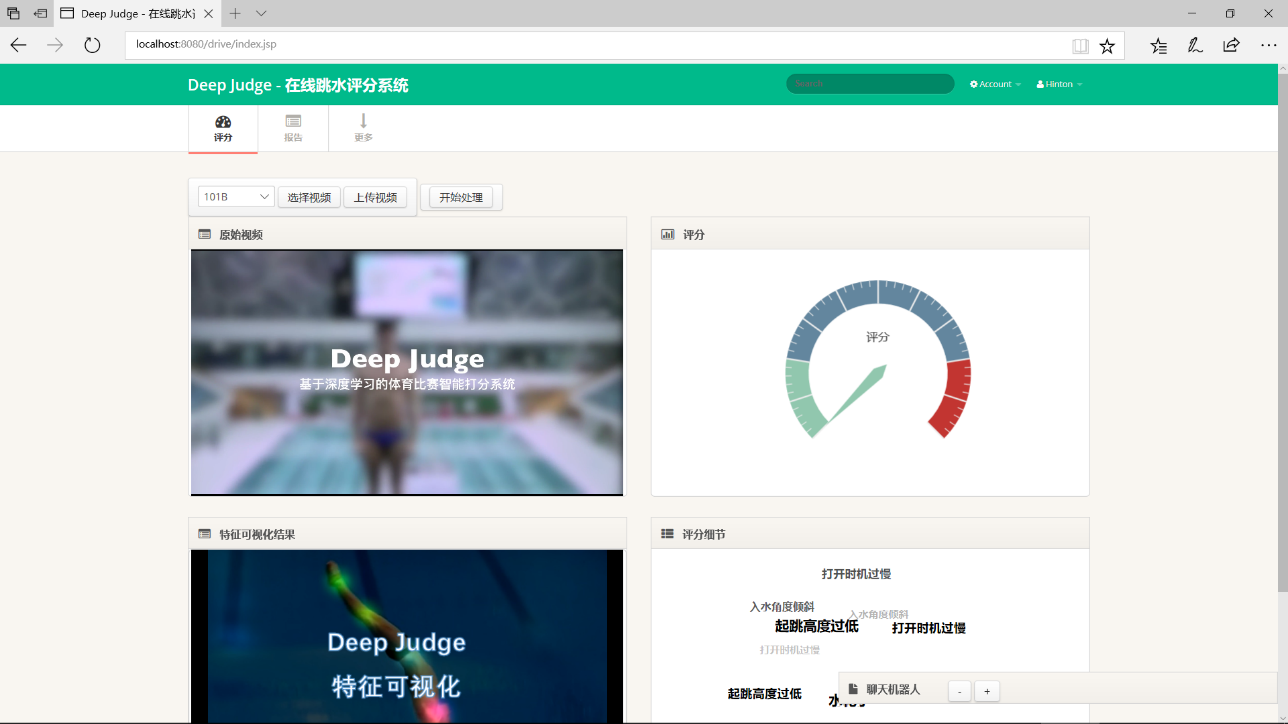 Deep Judge - 在线跳水评
localhost:8080/drive/index.jsp
Deep Judge - 在线跳水评分系统
Search
Account
Hinton
评分
报告
更多
101B
选择视频
上传视频
开始处理
原始视频
评分
Deep Judge
基于深度学习的体育比赛智能打分系统
评分
特征可视化结果
评分细节
Deep Judge
特征可视化
打开时机过慢
入水角度倾斜
入水角度倾斜
起跳高度过低
打开时机过慢
打开时机过慢
起跳高度过低
聊天机器人
-
+